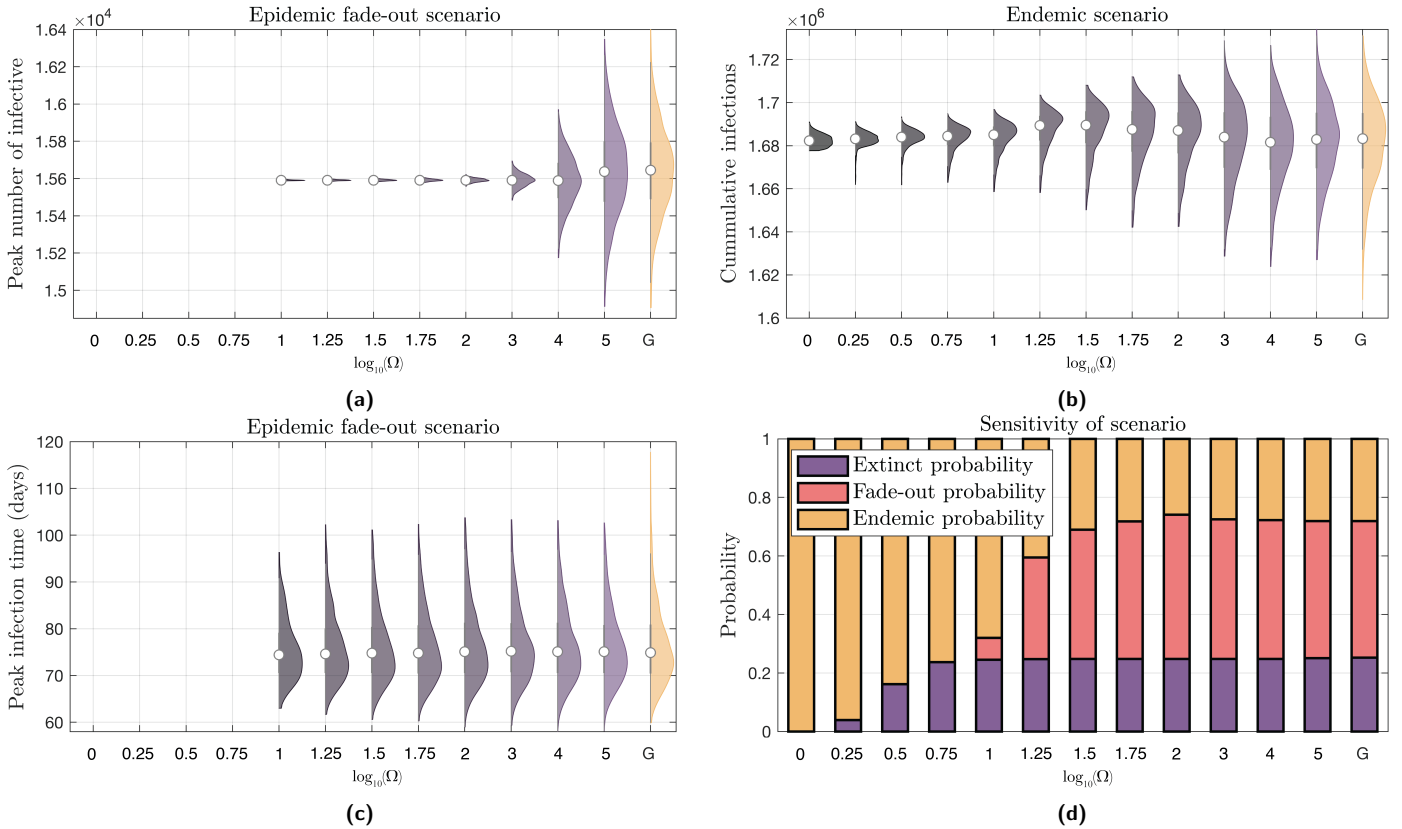 Epidemic fade-out scenario
×10⁴
Peak number of infective
1.64
1.62
1.6
1.58
1.56
1.54
1.52
1.5
0 0.25 0.5 0.75 1 1.25 1.5 1.75 2 3 4 5 G
log₁₀(Ω)
(a)
Endemic scenario
×10⁶
Cummulative infections
1.72
1.7
1.68
1.66
1.64
1.62
1.6
0 0.25 0.5 0.75 1 1.25 1.5 1.75 2 3 4 5 G
log₁₀(Ω)
(b)
Epidemic fade-out scenario
Peak infection time (days)
120
110
100
90
80
70
60
0 0.25 0.5 0.75 1 1.25 1.5 1.75 2 3 4 5 G
log₁₀(Ω)
(c)
Sensitivity of scenario
Probability
1
0.8
0.6
0.4
0.2
0
Extinct probability
Fade-out probability
Endemic probability
0 0.25 0.5 0.75 1 1.25 1.5 1.75 2 3 4 5 G
log₁₀(Ω)
(d)